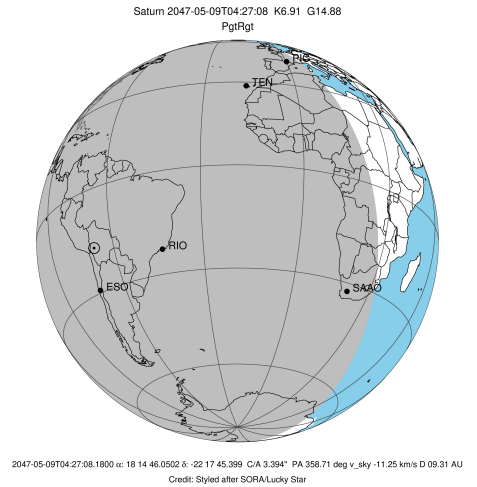 Saturn 2047-05-09T04:27:08  K6.91  G14.88
PgtRgt
PIC
TEN
RIO
ESO
SAAO
2047-05-09T04:27:08.1800 α: 18 14 46.0502 δ: -22 17 45.399  C/A 3.394"  PA 358.71 deg v_sky -11.25 km/s D 09.31 AU
Credit: Styled after SORA/Lucky Star